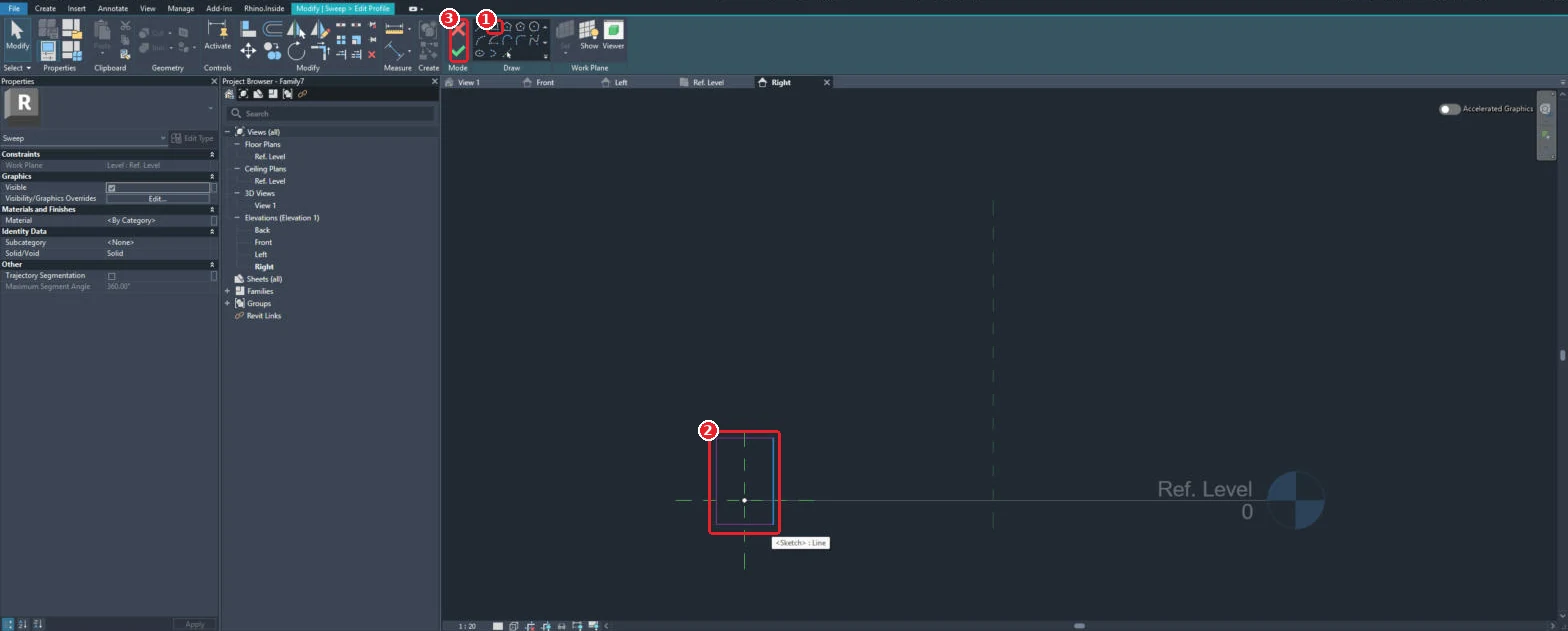 File Create Insert Annotate View Manage Add-Ins Rhino.Inside Modify | Sweep > Edit Profile
3 1
Modify Paste Cut Join Activate Set Show Viewer
Select Properties Clipboard Geometry Controls Modify Measure Create Mode Draw Work Plane
Properties
R
Sweep Edit Type
Constraints
Work Plane Level : Ref. Level
Graphics
Visible
Visibility/Graphics Overrides Edit...
Materials and Finishes
Material <By Category>
Identity Data
Subcategory <None>
Solid/Void Solid
Other
Trajectory Segmentation
Maximum Segment Angle 360.00°
Apply
Project Browser - Family7
Search
Views (all)
Floor Plans
Ref. Level
Ceiling Plans
Ref. Level
3D Views
View 1
Elevations (Elevation 1)
Back
Front
Left
Right
Sheets (all)
Families
Groups
Revit Links
View 1 Front Left Ref. Level Right
Accelerated Graphics
2
Ref. Level
0
<Sketch> : Line
1 : 20